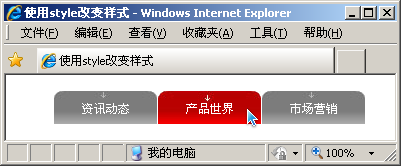 使用style改变样式 - Windows Internet Explorer
文件(F) 编辑(E) 查看(V) 收藏夹(A) 工具(T) 帮助(H)
使用style改变样式
资讯动态 产品世界 市场营销
我的电脑 100%